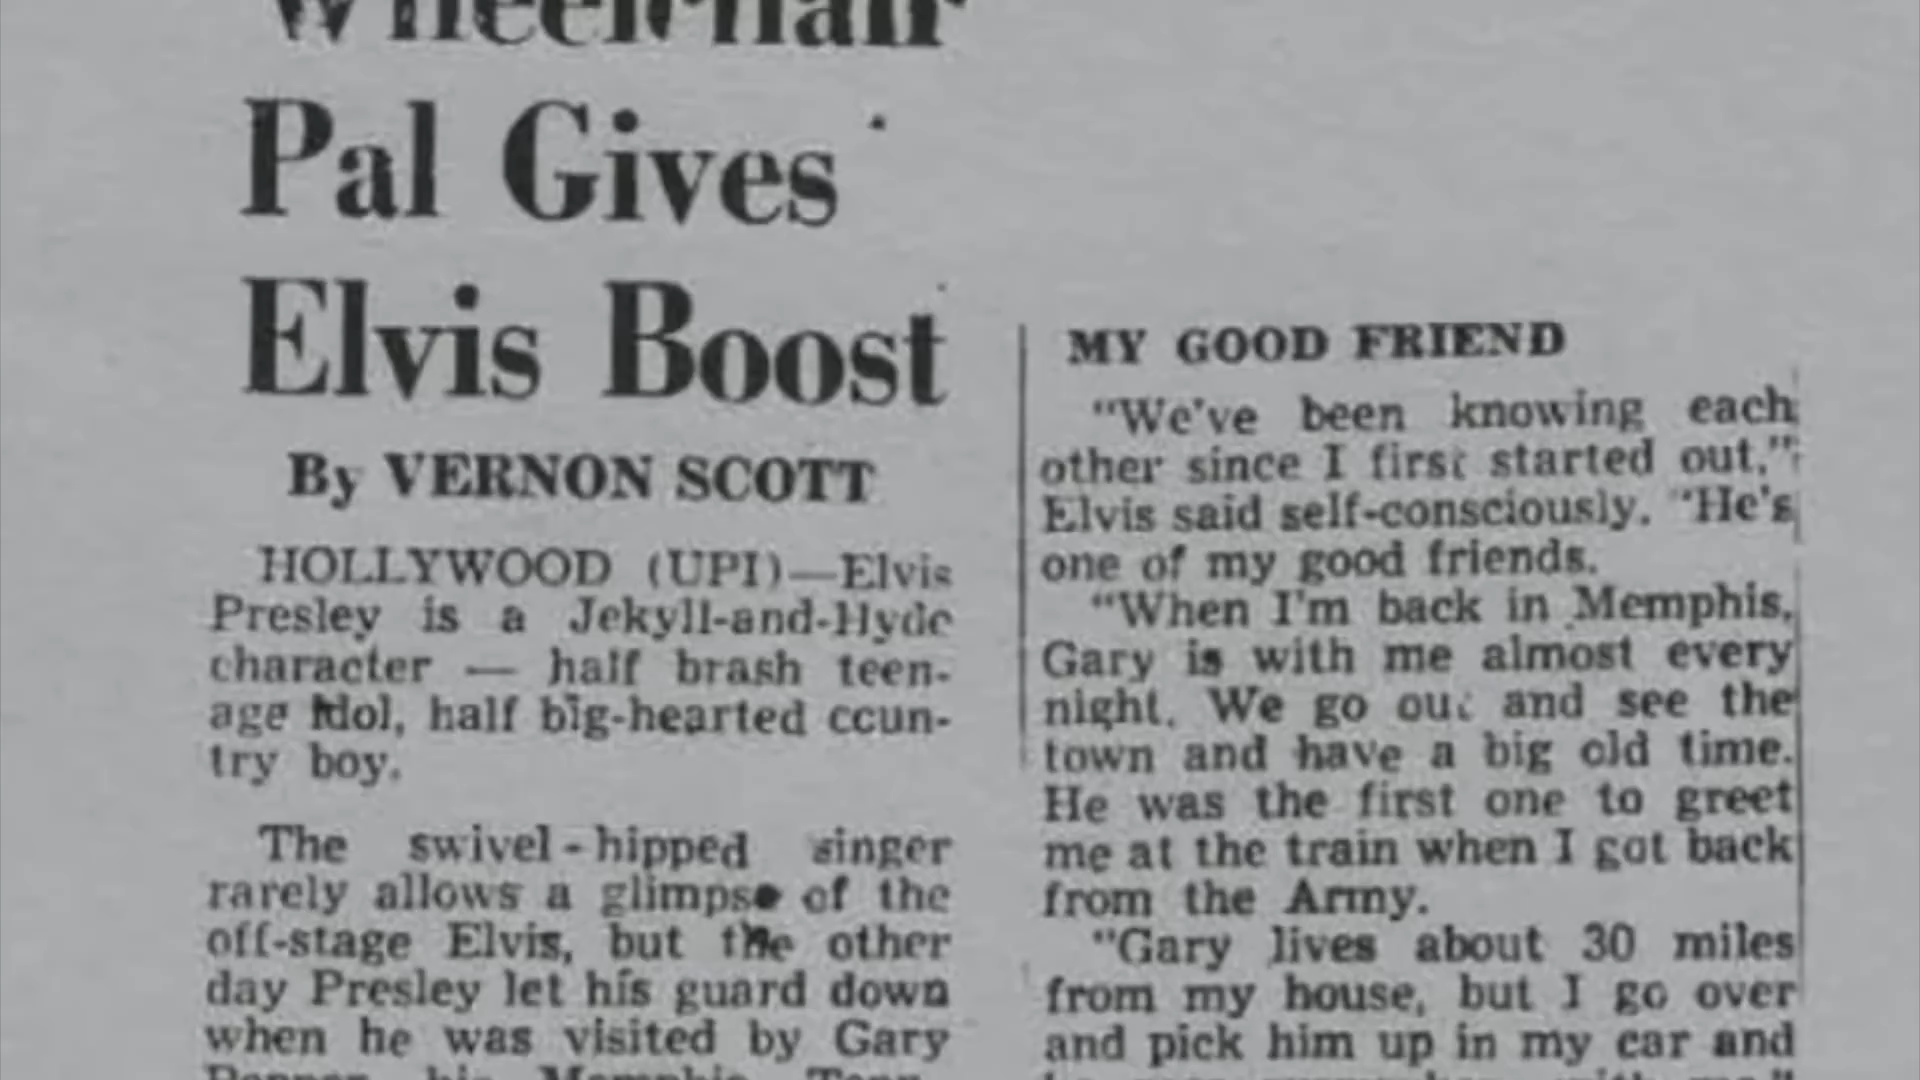 Wheelchair
Pal Gives
Elvis Boost
By VERNON SCOTT
HOLLYWOOD (UPI)—Elvis
Presley is a Jekyll-and-Hyde
character — half brash teen-
age idol, half big-hearted ccun-
try boy.
The swivel-hipped singer
rarely allows a glimpse of the
off-stage Elvis, but the other
day Presley let his guard down
when he was visited by Gary
Pepper, his Memphis, Tenn.,
MY GOOD FRIEND
"We've been knowing each
other since I first started out,"
Elvis said self-consciously. "He's
one of my good friends.
"When I'm back in Memphis,
Gary is with me almost every
night. We go out and see the
town and have a big old time.
He was the first one to greet
me at the train when I got back
from the Army.
"Gary lives about 30 miles
from my house, but I go over
and pick him up in my car and
with me."